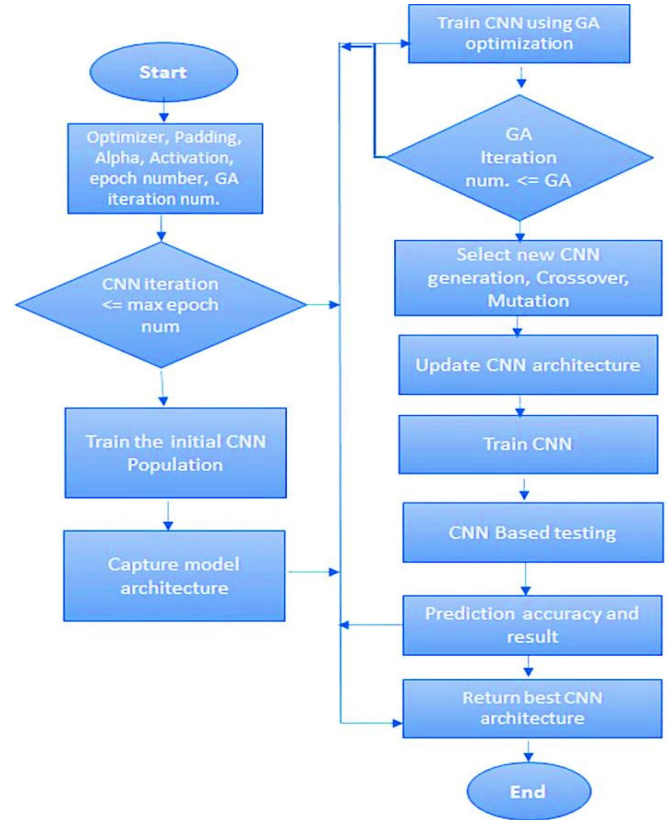 Start
Optimizer, Padding,
Alpha, Activation,
epoch number, GA
iteration num.
CNN iteration
<= max epoch
num
Train the initial CNN
Population
Capture model
architecture
Train CNN using GA
optimization
GA
Iteration
num. <= GA
Select new CNN
generation, Crossover,
Mutation
Update CNN architecture
Train CNN
CNN Based testing
Prediction accuracy and
result
Return best CNN
architecture
End